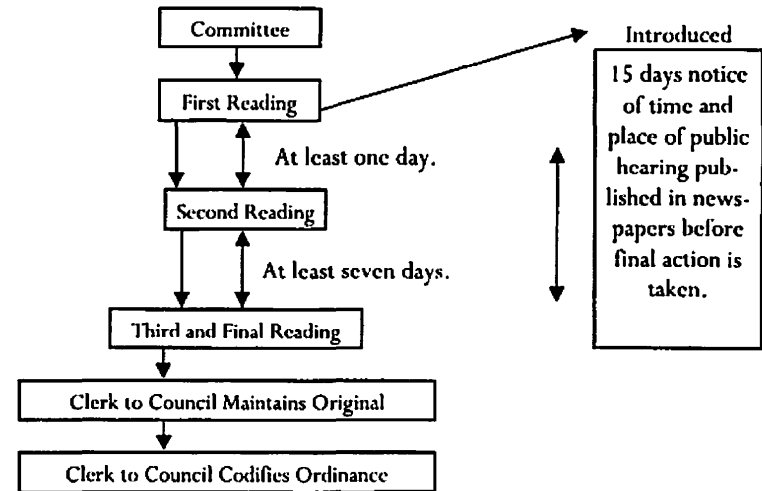 Committee
First Reading
At least one day.
Second Reading
At least seven days.
Third and Final Reading
Clerk to Council Maintains Original
Clerk to Council Codifies Ordinance
Introduced
15 days notice
of time and
place of public
hearing pub-
lished in news-
papers before
final action is
taken.